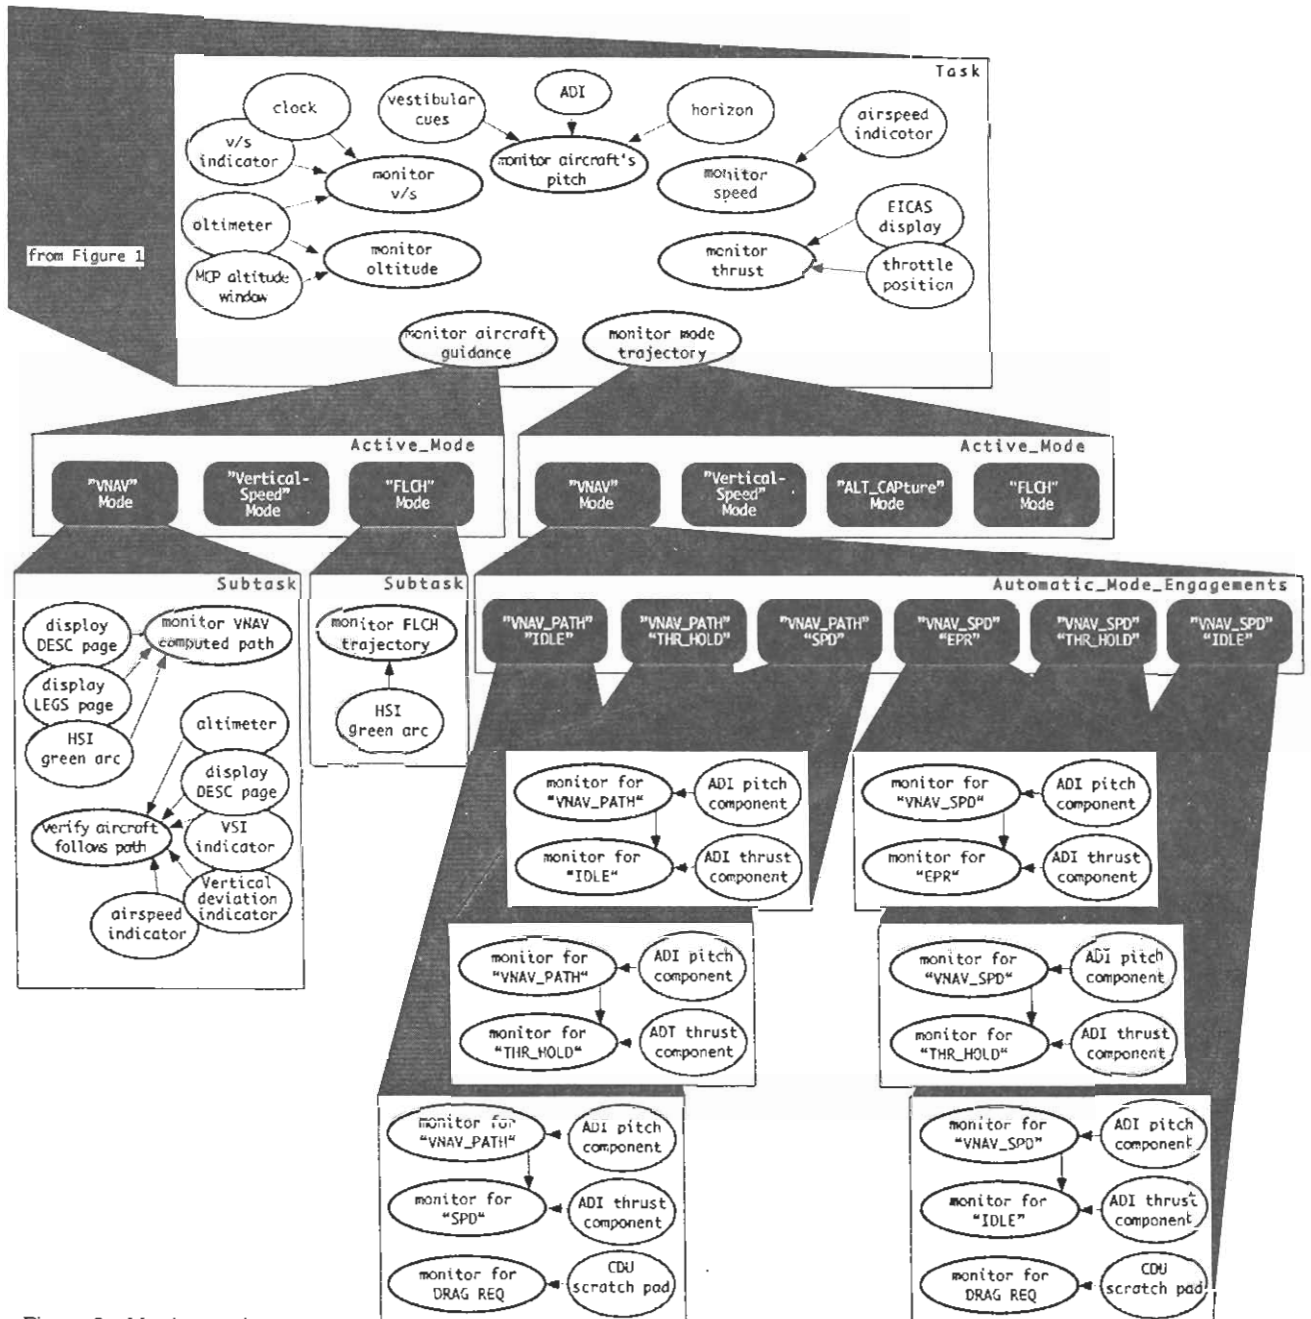 Task
clock
vestibular
cues
ADI
horizon
airspeed
indicotor
v/s
indicator
monitor
v/s
monitor aircraft's
pitch
monitor
speed
oltimeter
EICAS
display
from Figure 1
MCP altitude
window
monitor
oltitude
monitor
thrust
throttle
position
monitor aircraft
guidance
monitor mode
trajectory
Active_Mode
"VNAV"
Mode
"Vertical-
Speed"
Mode
"FLCH"
Mode
Active_Mode
"VNAV"
Mode
"Vertical-
Speed"
Mode
"ALT_CAPture"
Mode
"FLCH"
Mode
Subtask
display
DESC page
monitor VNAV
computed path
display
LEGS page
HSI
green arc
altimeter
display
DESC page
verify aircraft
follows path
VSI
indicator
Vertical
deviation
indicator
airspeed
indicator
Subtask
monitor FLCH
trajectory
HSI
green arc
Automatic_Mode_Engagements
"VNAV_PATH"
"IDLE"
"VNAV_PATH"
"THR_HOLD"
"VNAV_PATH"
"SPD"
"VNAV_SPD"
"EPR"
"VNAV_SPD"
"THR_HOLD"
"VNAV_SPD"
"IDLE"
monitor for
"VNAV_PATH"
ADI pitch
component
monitor for
"IDLE"
ADI thrust
component
monitor for
"VNAV_SPD"
ADI pitch
component
monitor for
"EPR"
ADI thrust
component
monitor for
"VNAV_PATH"
ADI pitch
component
monitor for
"THR_HOLD"
ADT thrust
component
monitor for
"VNAV_SPD"
ADI pitch
component
monitor for
"THR_HOLD"
ADI thrust
component
monitor for
"VNAV_PATH"
ADI pitch
component
monitor for
"SPD"
ADI thrust
component
monitor for
DRAG REQ
CDU
scratch pad
monitor for
"VNAV_SPD"
ADI pitch
component
monitor for
"IDLE"
ADI thrust
component
monitor for
DRAG REQ
CDU
scratch pad